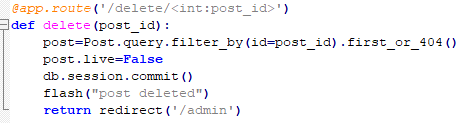 @app.route('/delete/<int:post_id>')
def delete(post_id):
    post=Post.query.filter_by(id=post_id).first_or_404()
    post.live=False
    db.session.commit()
    flash("post deleted")
    return redirect('/admin')